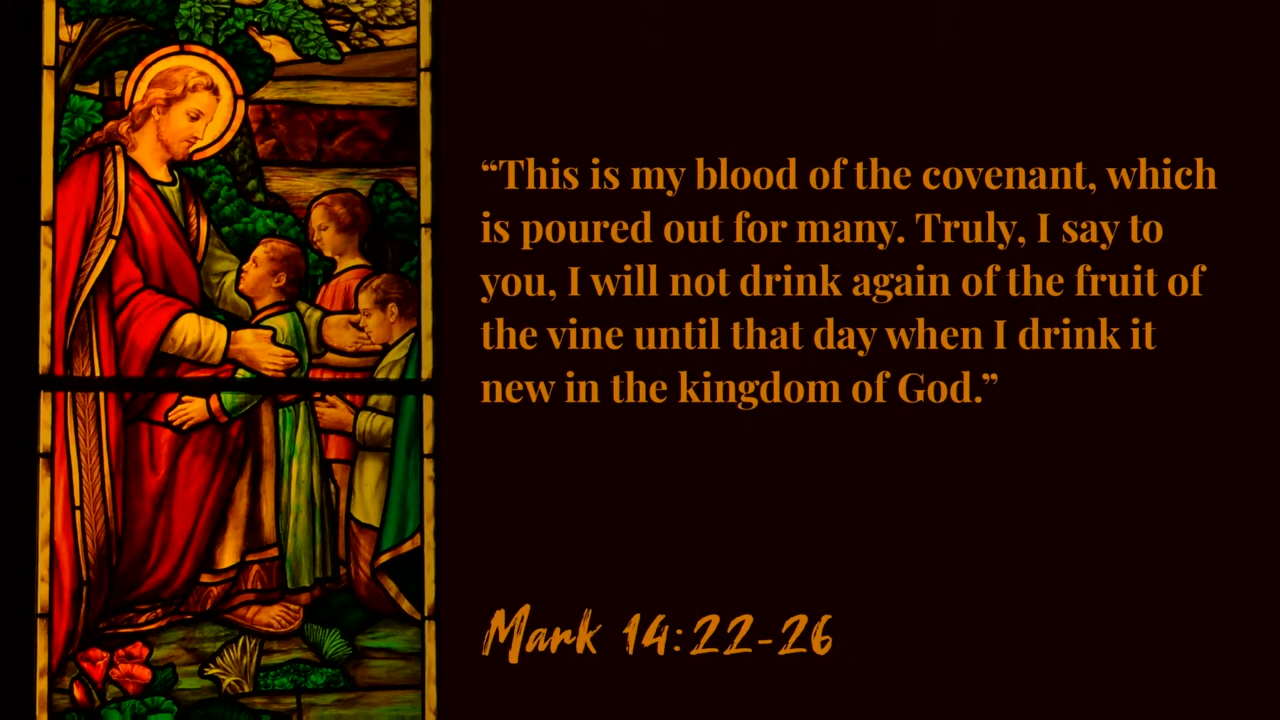 “This is my blood of the covenant, which
is poured out for many. Truly, I say to
you, I will not drink again of the fruit of
the vine until that day when I drink it
new in the kingdom of God.”
Mark 14:22-26